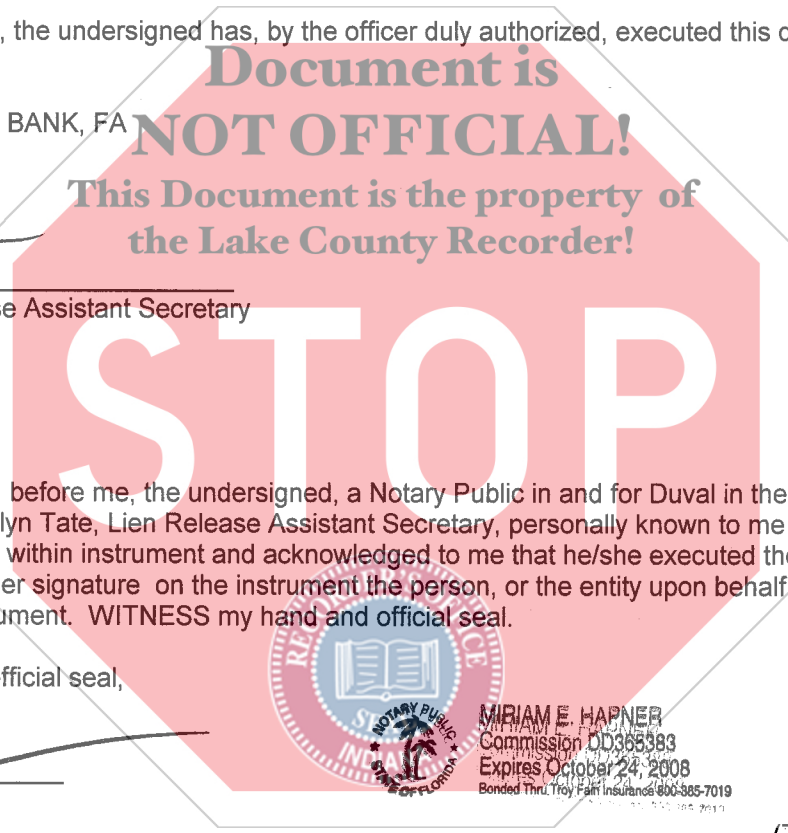 , the undersigned has, by the officer duly authorized, executed this
Document is
BANK, FA
NOT OFFICIAL!
This Document is the property of
the Lake County Recorder!
se Assistant Secretary
STOP
before me, the undersigned, a Notary Public in and for Duval in the
lyn Tate, Lien Release Assistant Secretary, personally known to me
within instrument and acknowledged to me that he/she executed the
er signature on the instrument the person, or the entity upon behalf
ument. WITNESS my hand and official seal.
fficial seal,
SEAL
INDIANA
NOTARY PUBLIC
STATE OF FLORIDA
MIRIAM E. HAPNER
Commission DD365383
Expires October 24, 2008
Bonded Thru Troy Fain Insurance 800-385-7019